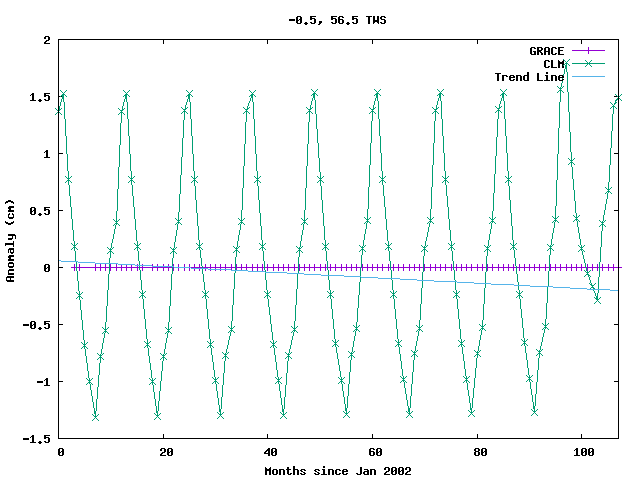 -0.5, 56.5 TWS
GRACE
CLM
Trend Line
2
1.5
1
0.5
0
-0.5
-1
-1.5
Anomaly (cm)
0 20 40 60 80 100
Months since Jan 2002